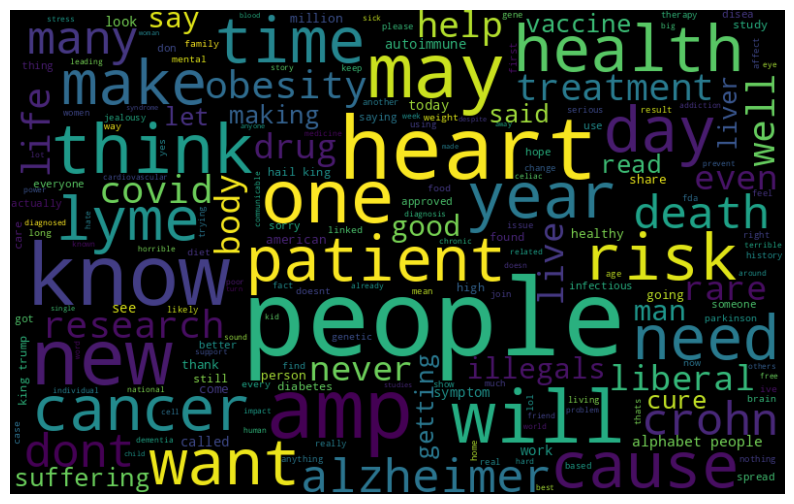 stress
blood
sick
look
say
please
million
help
gene
therapy
disea
many
time
vaccine
big
study
family
autoimmune
don
mental
may
health
thing
leading
story
keep
first
affect
woman
make
obesity
treatment
another
eye
syndrome
today
lot
women
jealousy
let
making
said
day
well
life
way
saying
week
weight
despite
serious
result
addiction
liver
anyone
using
may
use
medicine
think
yes
drug
heart
made
hope
prevent
cardiovascular
read
even
everyone
covid
hail king
celiac
change
share
power
hate
body
one
food
year
fda
feel
actually
trying
communicable
approved
death
care
diagnosed
lyme
sorry
linked
diagnosis
good
issue
long
horrible
american
found
healthy
right
terrible
know
patient
chronic
live
risk
history
diet
related
around
known
fact
already
doesn
age
rare
poor
doesnt
high
infectious
someone
single
see
likely
mean
join
going
parkinson
got
research
better
kid
genetic
man
need
sound
people
king trump
new
thank
find
never
show
now
still
person
much
illegals
liberal
others
come
every
diabetes
studies
free
individual
national
support
getting
symptom
living
cure
thats
ive
cancer
amp
lol
will
brain
cell
impact
friend
crohn
case
human
problem
work
alphabet people
dont
dementia
called
really
world
nothing
child
want
anything
home
real
hard
based
cause
spread
suffering
alzheimer
best